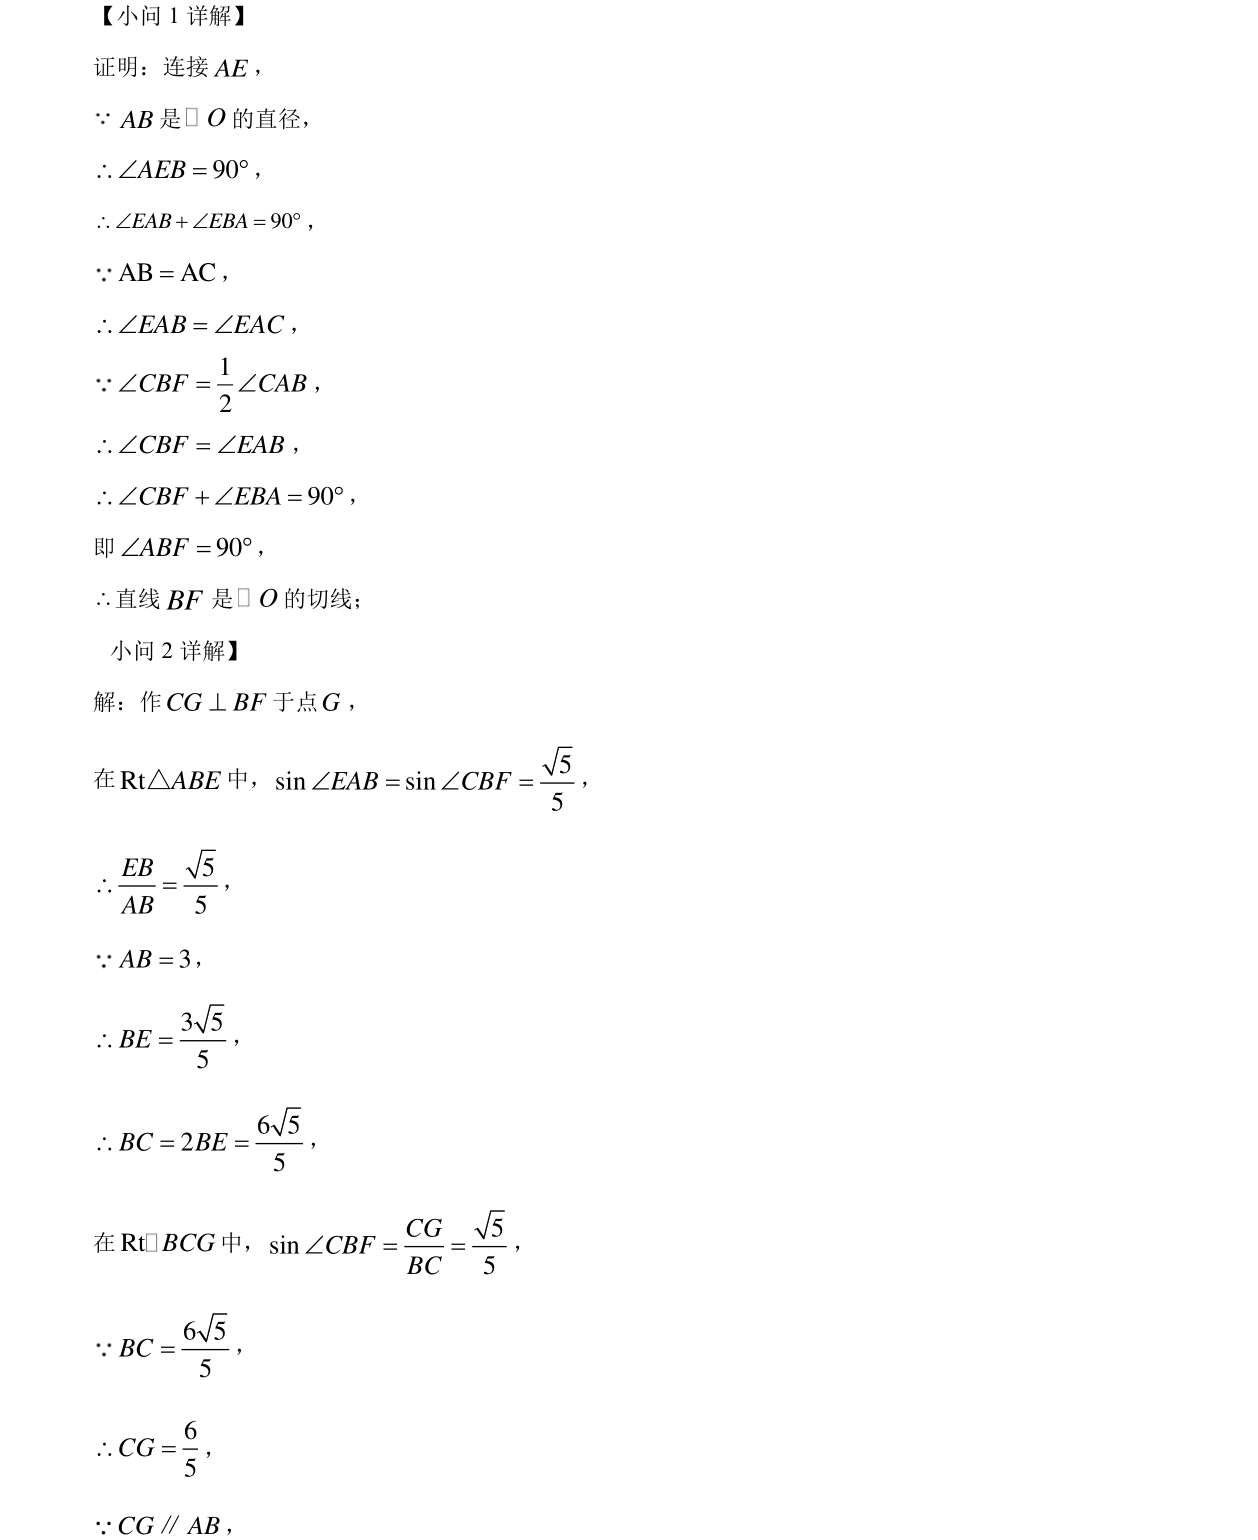 【小问 1 详解】
证明：连接 AE，
∵ AB 是□ O 的直径，
∴∠AEB = 90°，
∴∠EAB + ∠EBA = 90°，
∵ AB = AC，
∴∠EAB = ∠EAC，
∵∠CBF = 1/2 ∠CAB，
∴∠CBF = ∠EAB，
∴∠CBF + ∠EBA = 90°，
即∠ABF = 90°，
∴直线 BF 是□ O 的切线；
小问 2 详解】
解：作 CG ⊥ BF 于点 G，
在 Rt△ABE 中，sin∠EAB = sin∠CBF = √5/5，
∴ EB/AB = √5/5，
∵ AB = 3，
∴ BE = 3√5/5，
∴ BC = 2BE = 6√5/5，
在 Rt□ BCG 中，sin∠CBF = CG/BC = √5/5，
∵ BC = 6√5/5，
∴ CG = 6/5，
∵ CG ∥ AB，